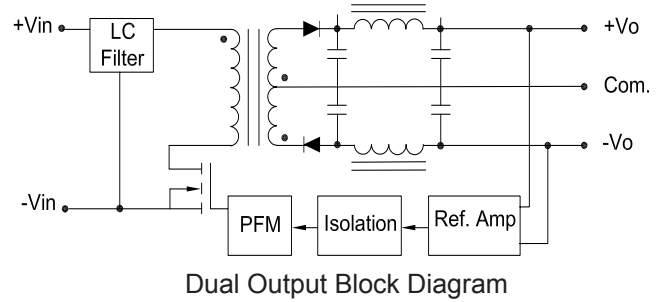 +Vin
LC
Filter
+Vo
Com.
-Vo
-Vin
PFM
Isolation
Ref. Amp
Dual Output Block Diagram